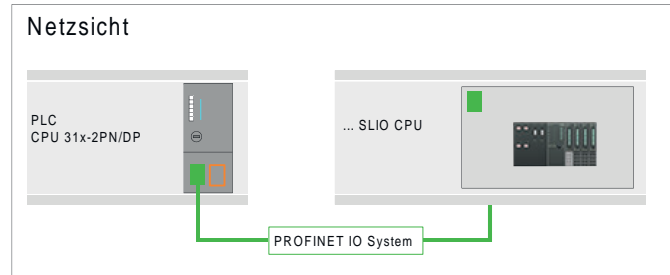 Netzsicht
PLC
CPU 31x-2PN/DP
... SLIO CPU
PROFINET IO System